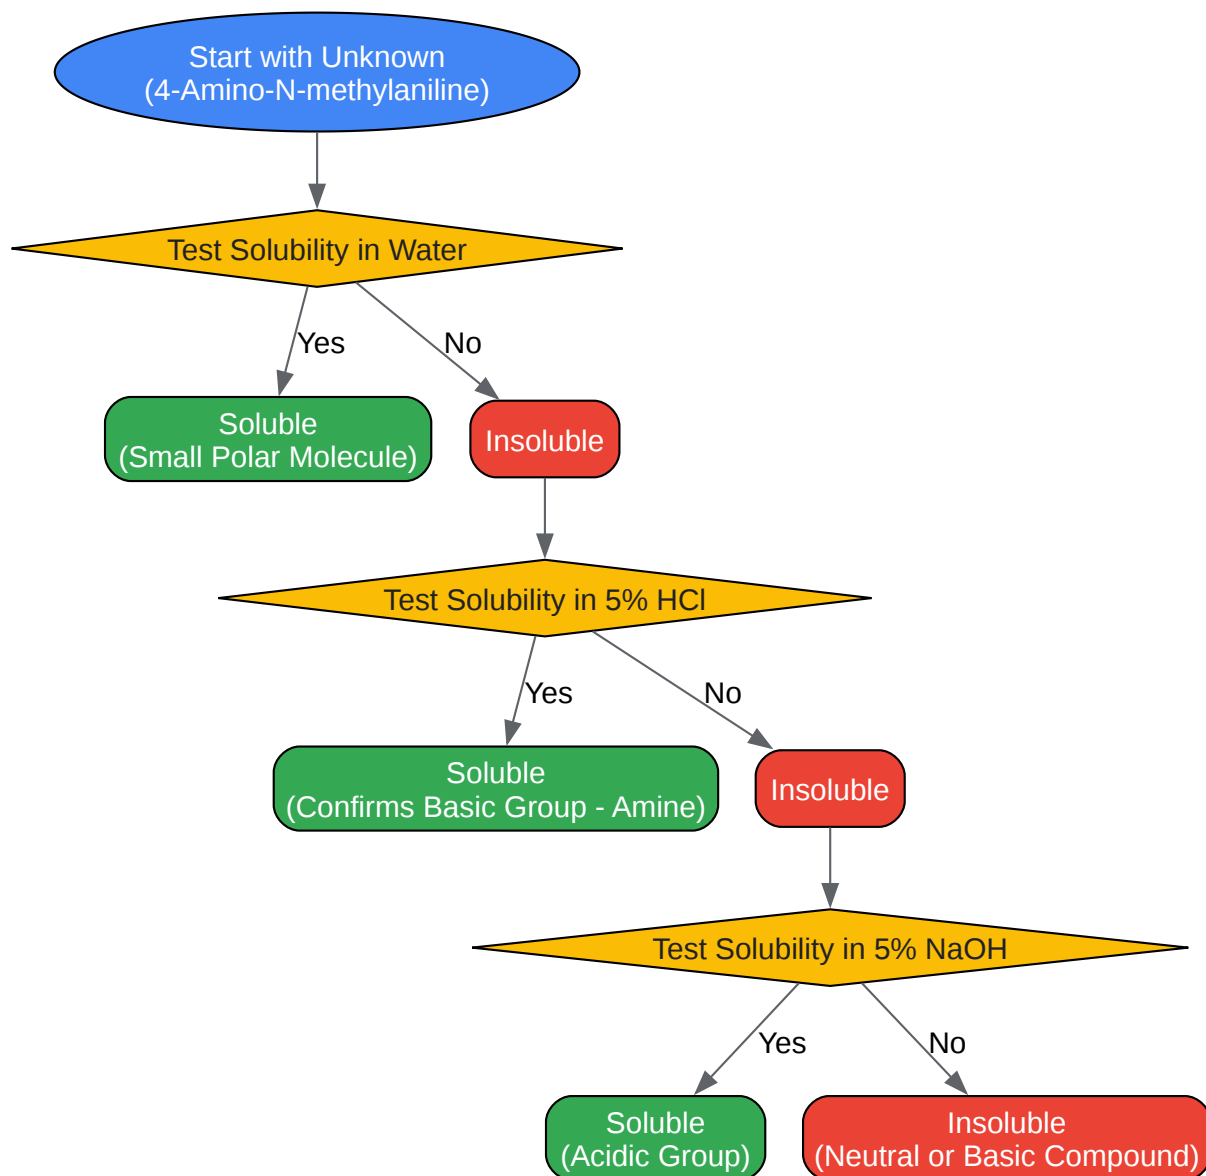 Start with Unknown
(4-Amino-N-methylaniline)
Test Solubility in Water
Yes
No
Soluble
(Small Polar Molecule)
Insoluble
Test Solubility in 5% HCl
Yes
No
Soluble
(Confirms Basic Group - Amine)
Insoluble
Test Solubility in 5% NaOH
Yes
No
Soluble
(Acidic Group)
Insoluble
(Neutral or Basic Compound)